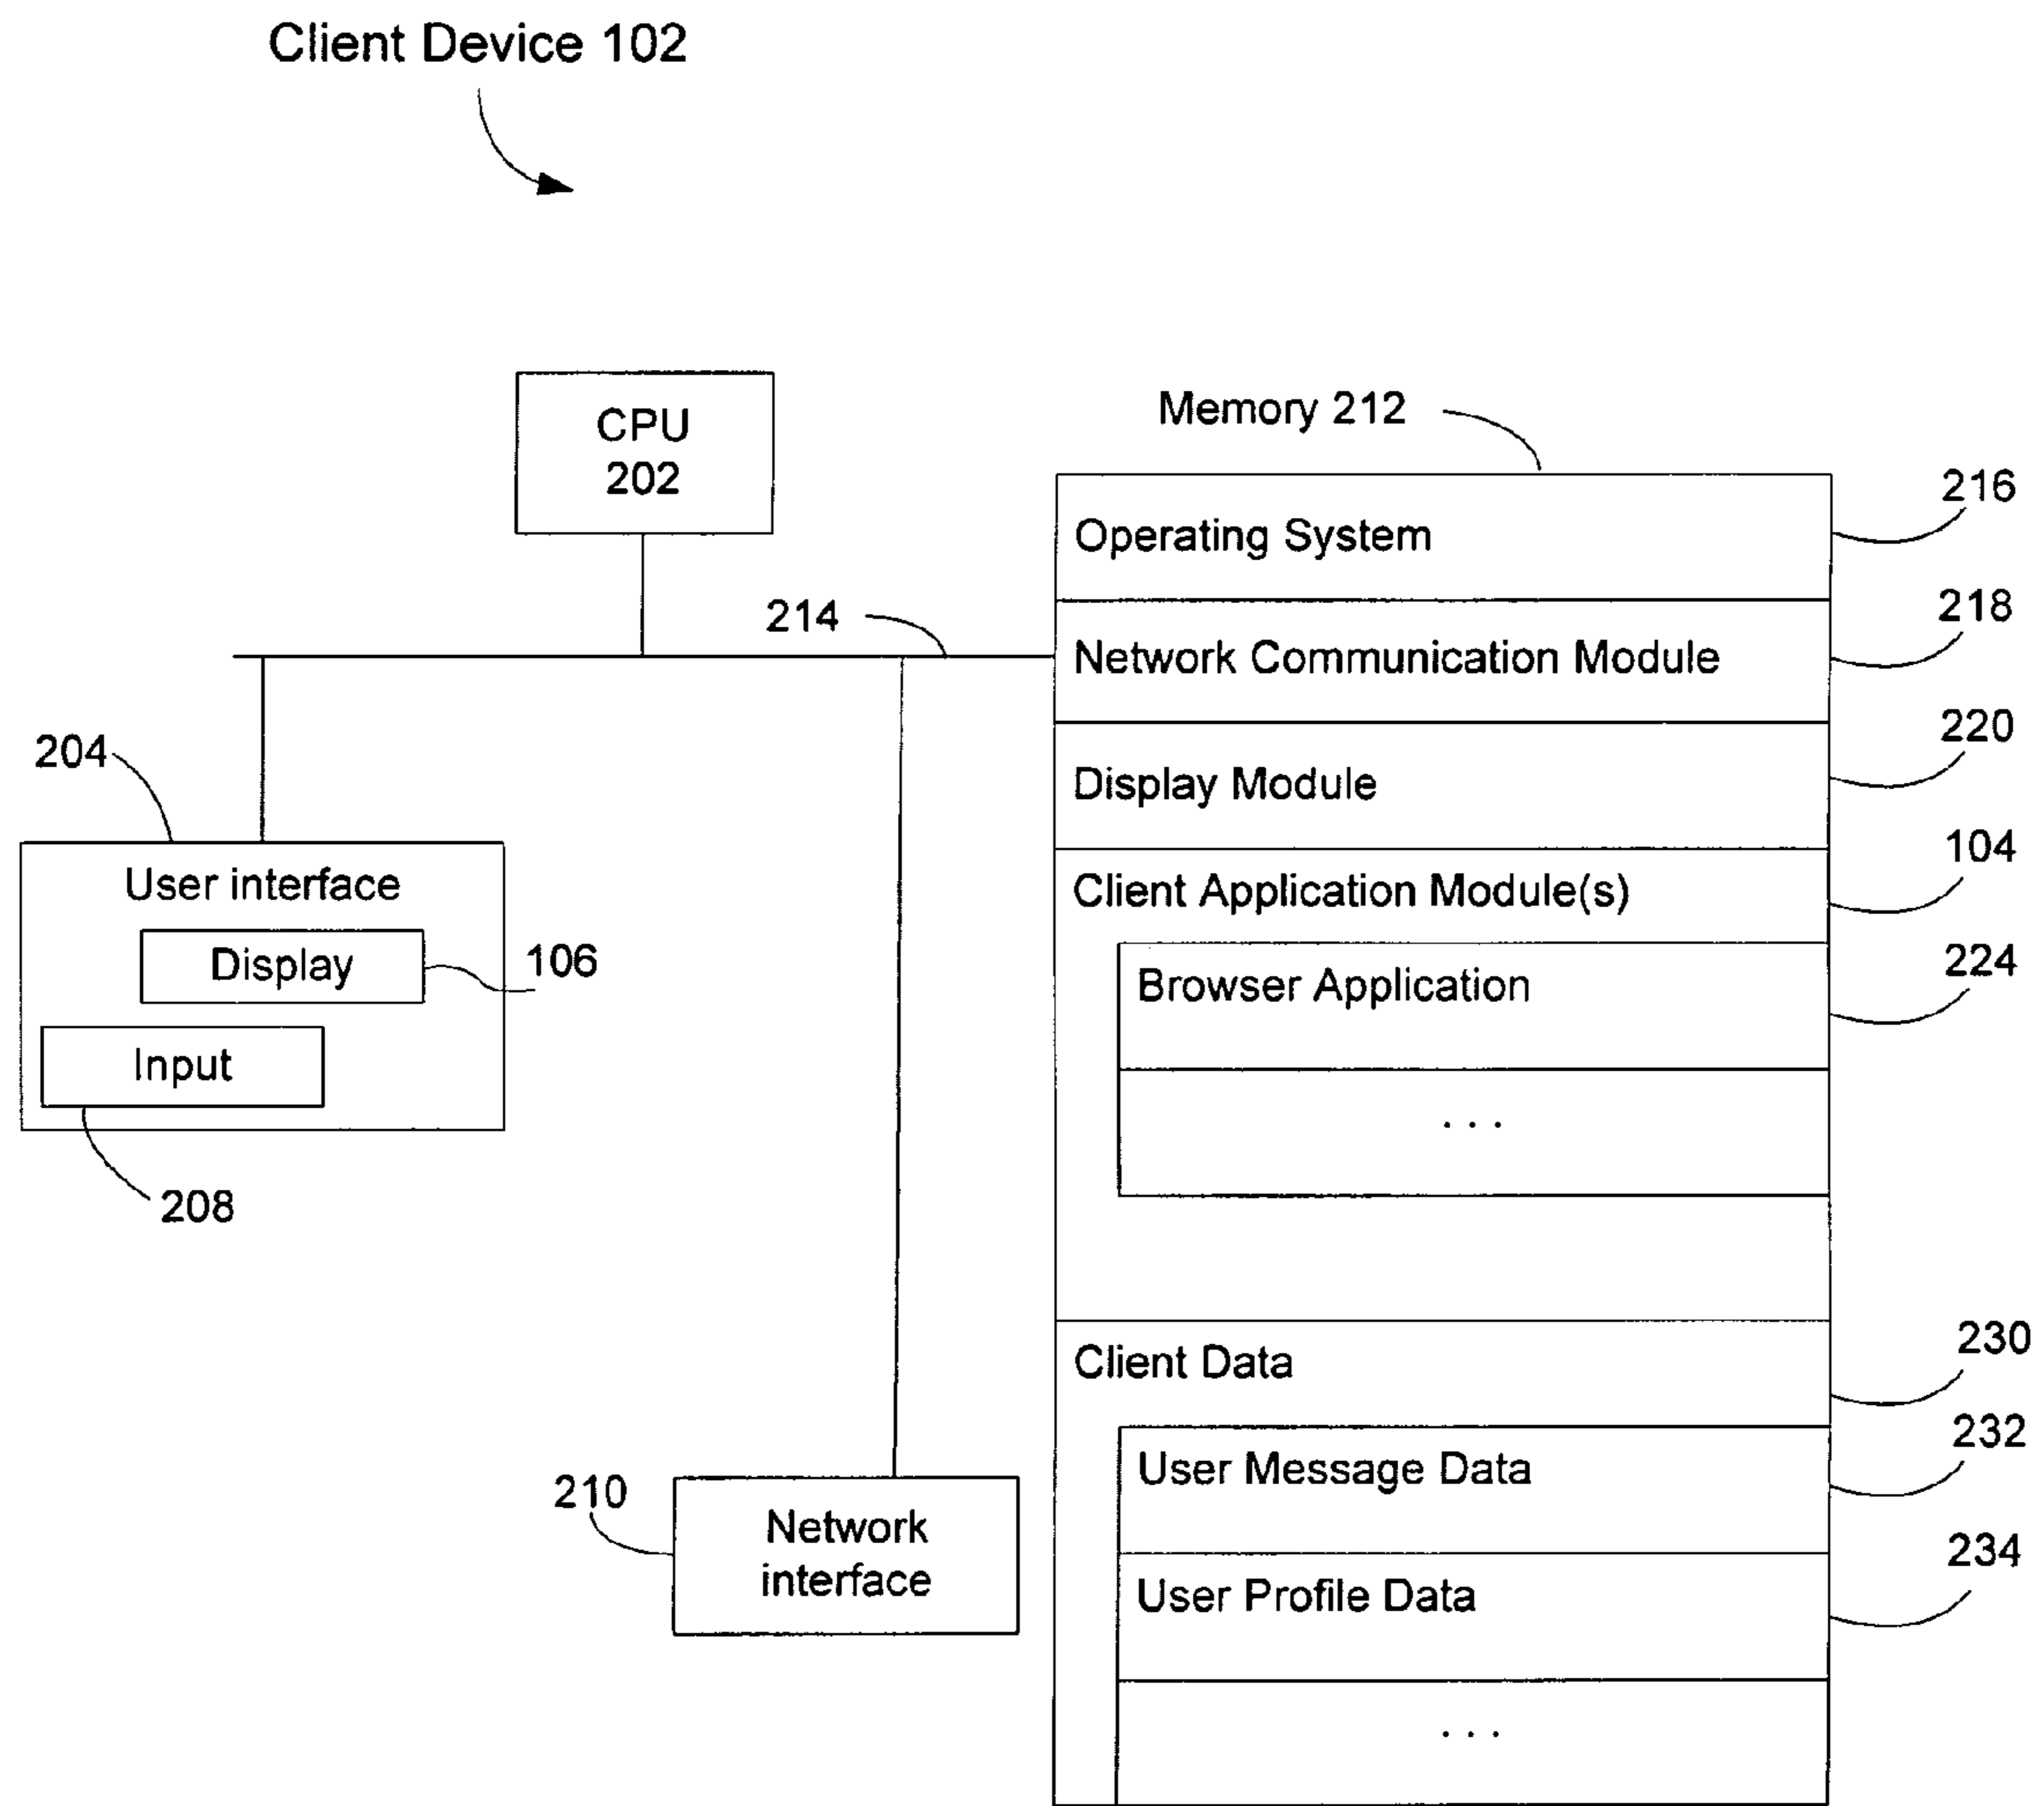 Client Device 102
CPU
202
Memory 212
216
Operating System
218
214
Network Communication Module
220
204
Display Module
104
User interface
Client Application Module(s)
106
Display
224
Browser Application
Input
. . .
208
230
Client Data
232
User Message Data
210
Network
interface
234
User Profile Data
. . .